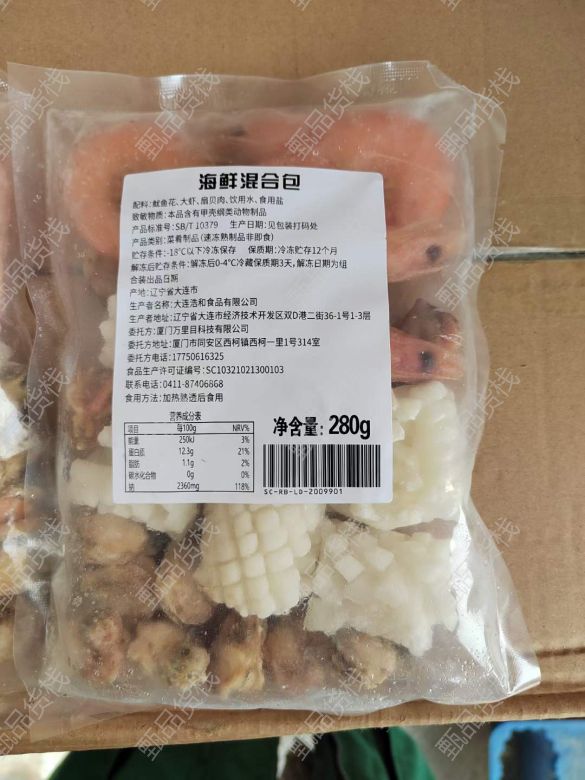 海鲜混合包
配料:鱿鱼花、大虾、扇贝肉、饮用水、食用盐
致敏物质:本品含有甲壳纲类动物制品
产品标准号:SB/T 10379 生产日期:见包装打码处
产品类别:菜肴制品(速冻熟制品非即食)
贮存条件:-18℃以下冷冻保存 保质期:冷冻贮存12个月
解冻后贮存条件:解冻后0-4℃冷藏保质期3天,解冻日期为组
合装出品日期
产地:辽宁省大连市
生产者名称:大连浩和食品有限公司
生产者地址:辽宁省大连市经济技术开发区双D港二街36-1号1-3层
委托方:厦门万里目科技有限公司
委托方地址:厦门市同安区西柯镇西柯一里1号314室
委托方电话:17750616325
食品生产许可证编号:SC10321021300103
联系电话:0411-87406868
食用方法:加热熟透后食用
营养成分表
项目 每100g NRV%
能量 250kJ 3%
蛋白质 12.3g 21%
脂肪 1.1g 2%
碳水化合物 0g 0%
钠 2360mg 118%
净含量:280g
SC-RB-LD-2009901
甄品货栈